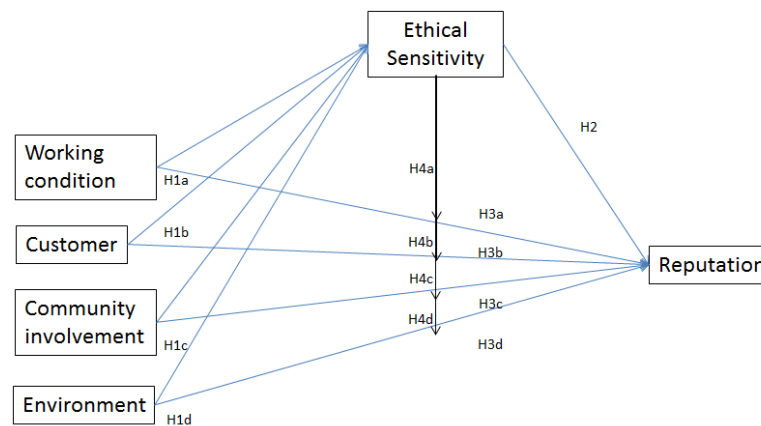 Ethical
Sensitivity
H2
Working
condition
H4a
H1a
H3a
H1b
Customer
H4b
H3b
Reputation
H4c
Community
involvement
H3c
H4d
H1c
H3d
Environment
H1d